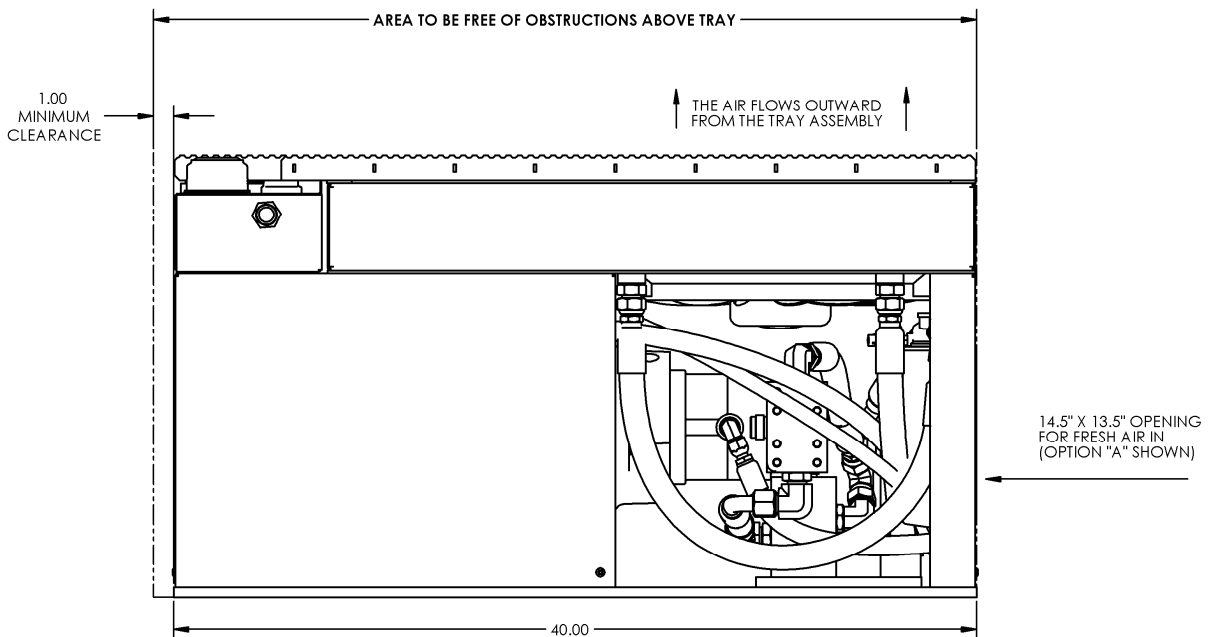 AREA TO BE FREE OF OBSTRUCTIONS ABOVE TRAY
1.00
MINIMUM
CLEARANCE
THE AIR FLOWS OUTWARD
FROM THE TRAY ASSEMBLY
14.5" X 13.5" OPENING
FOR FRESH AIR IN
(OPTION "A" SHOWN)
40.00